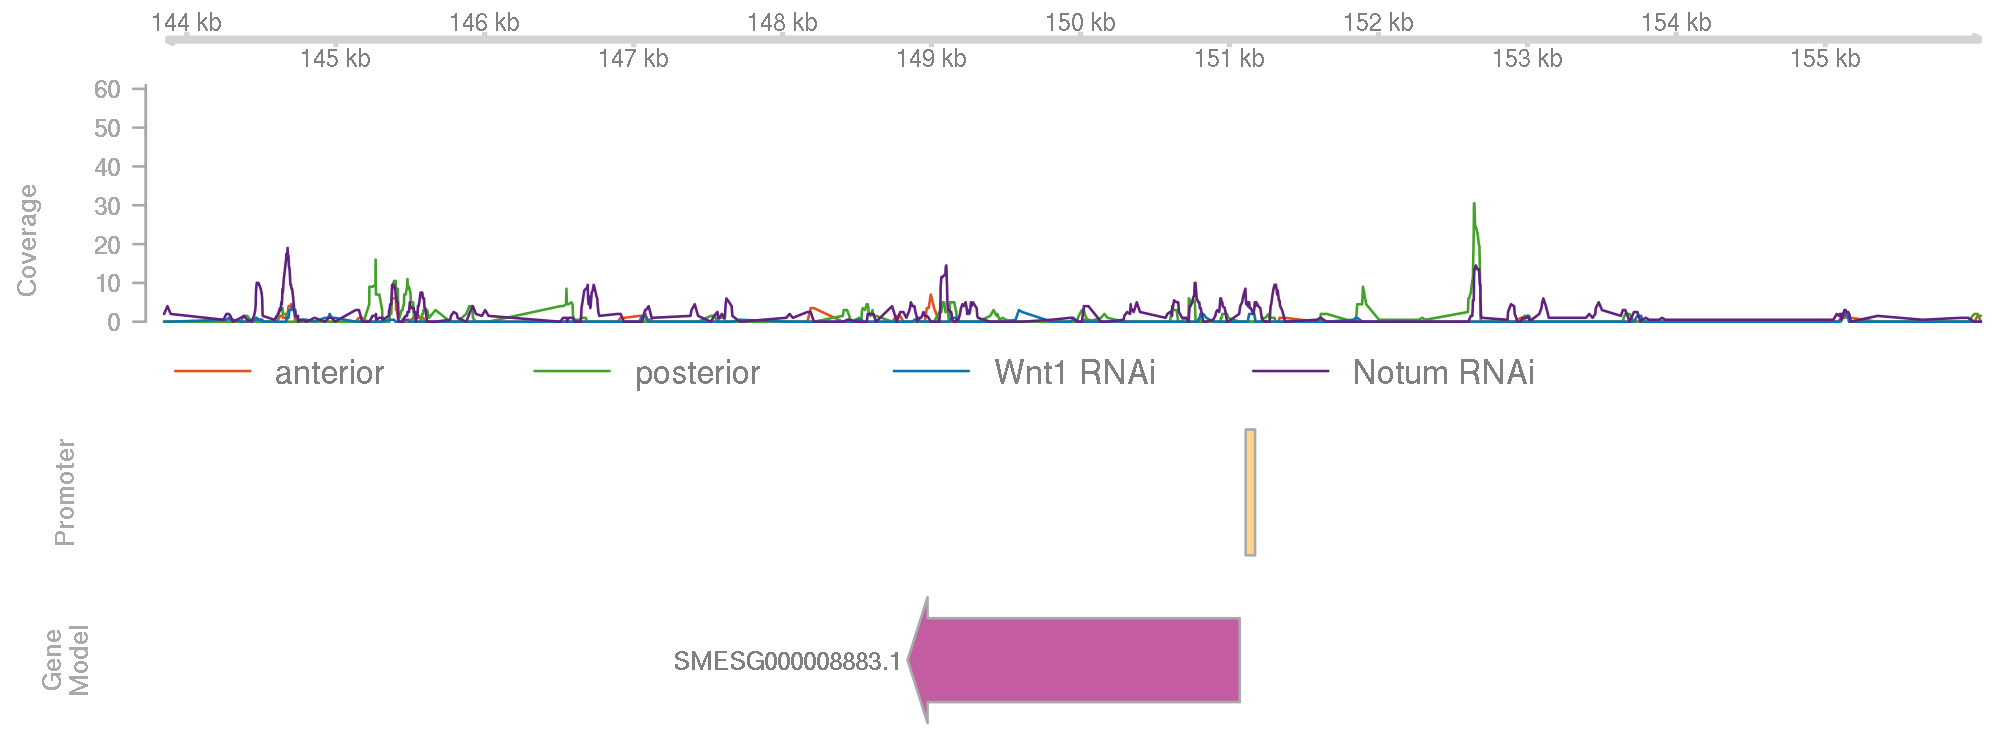 144 kb 146 kb 148 kb 150 kb 152 kb 154 kb
145 kb 147 kb 149 kb 151 kb 153 kb 155 kb
60
50
40
30
20
10
0
Coverage
anterior posterior Wnt1 RNAi Notum RNAi
Promoter
Gene
Model
SMESG000008883.1